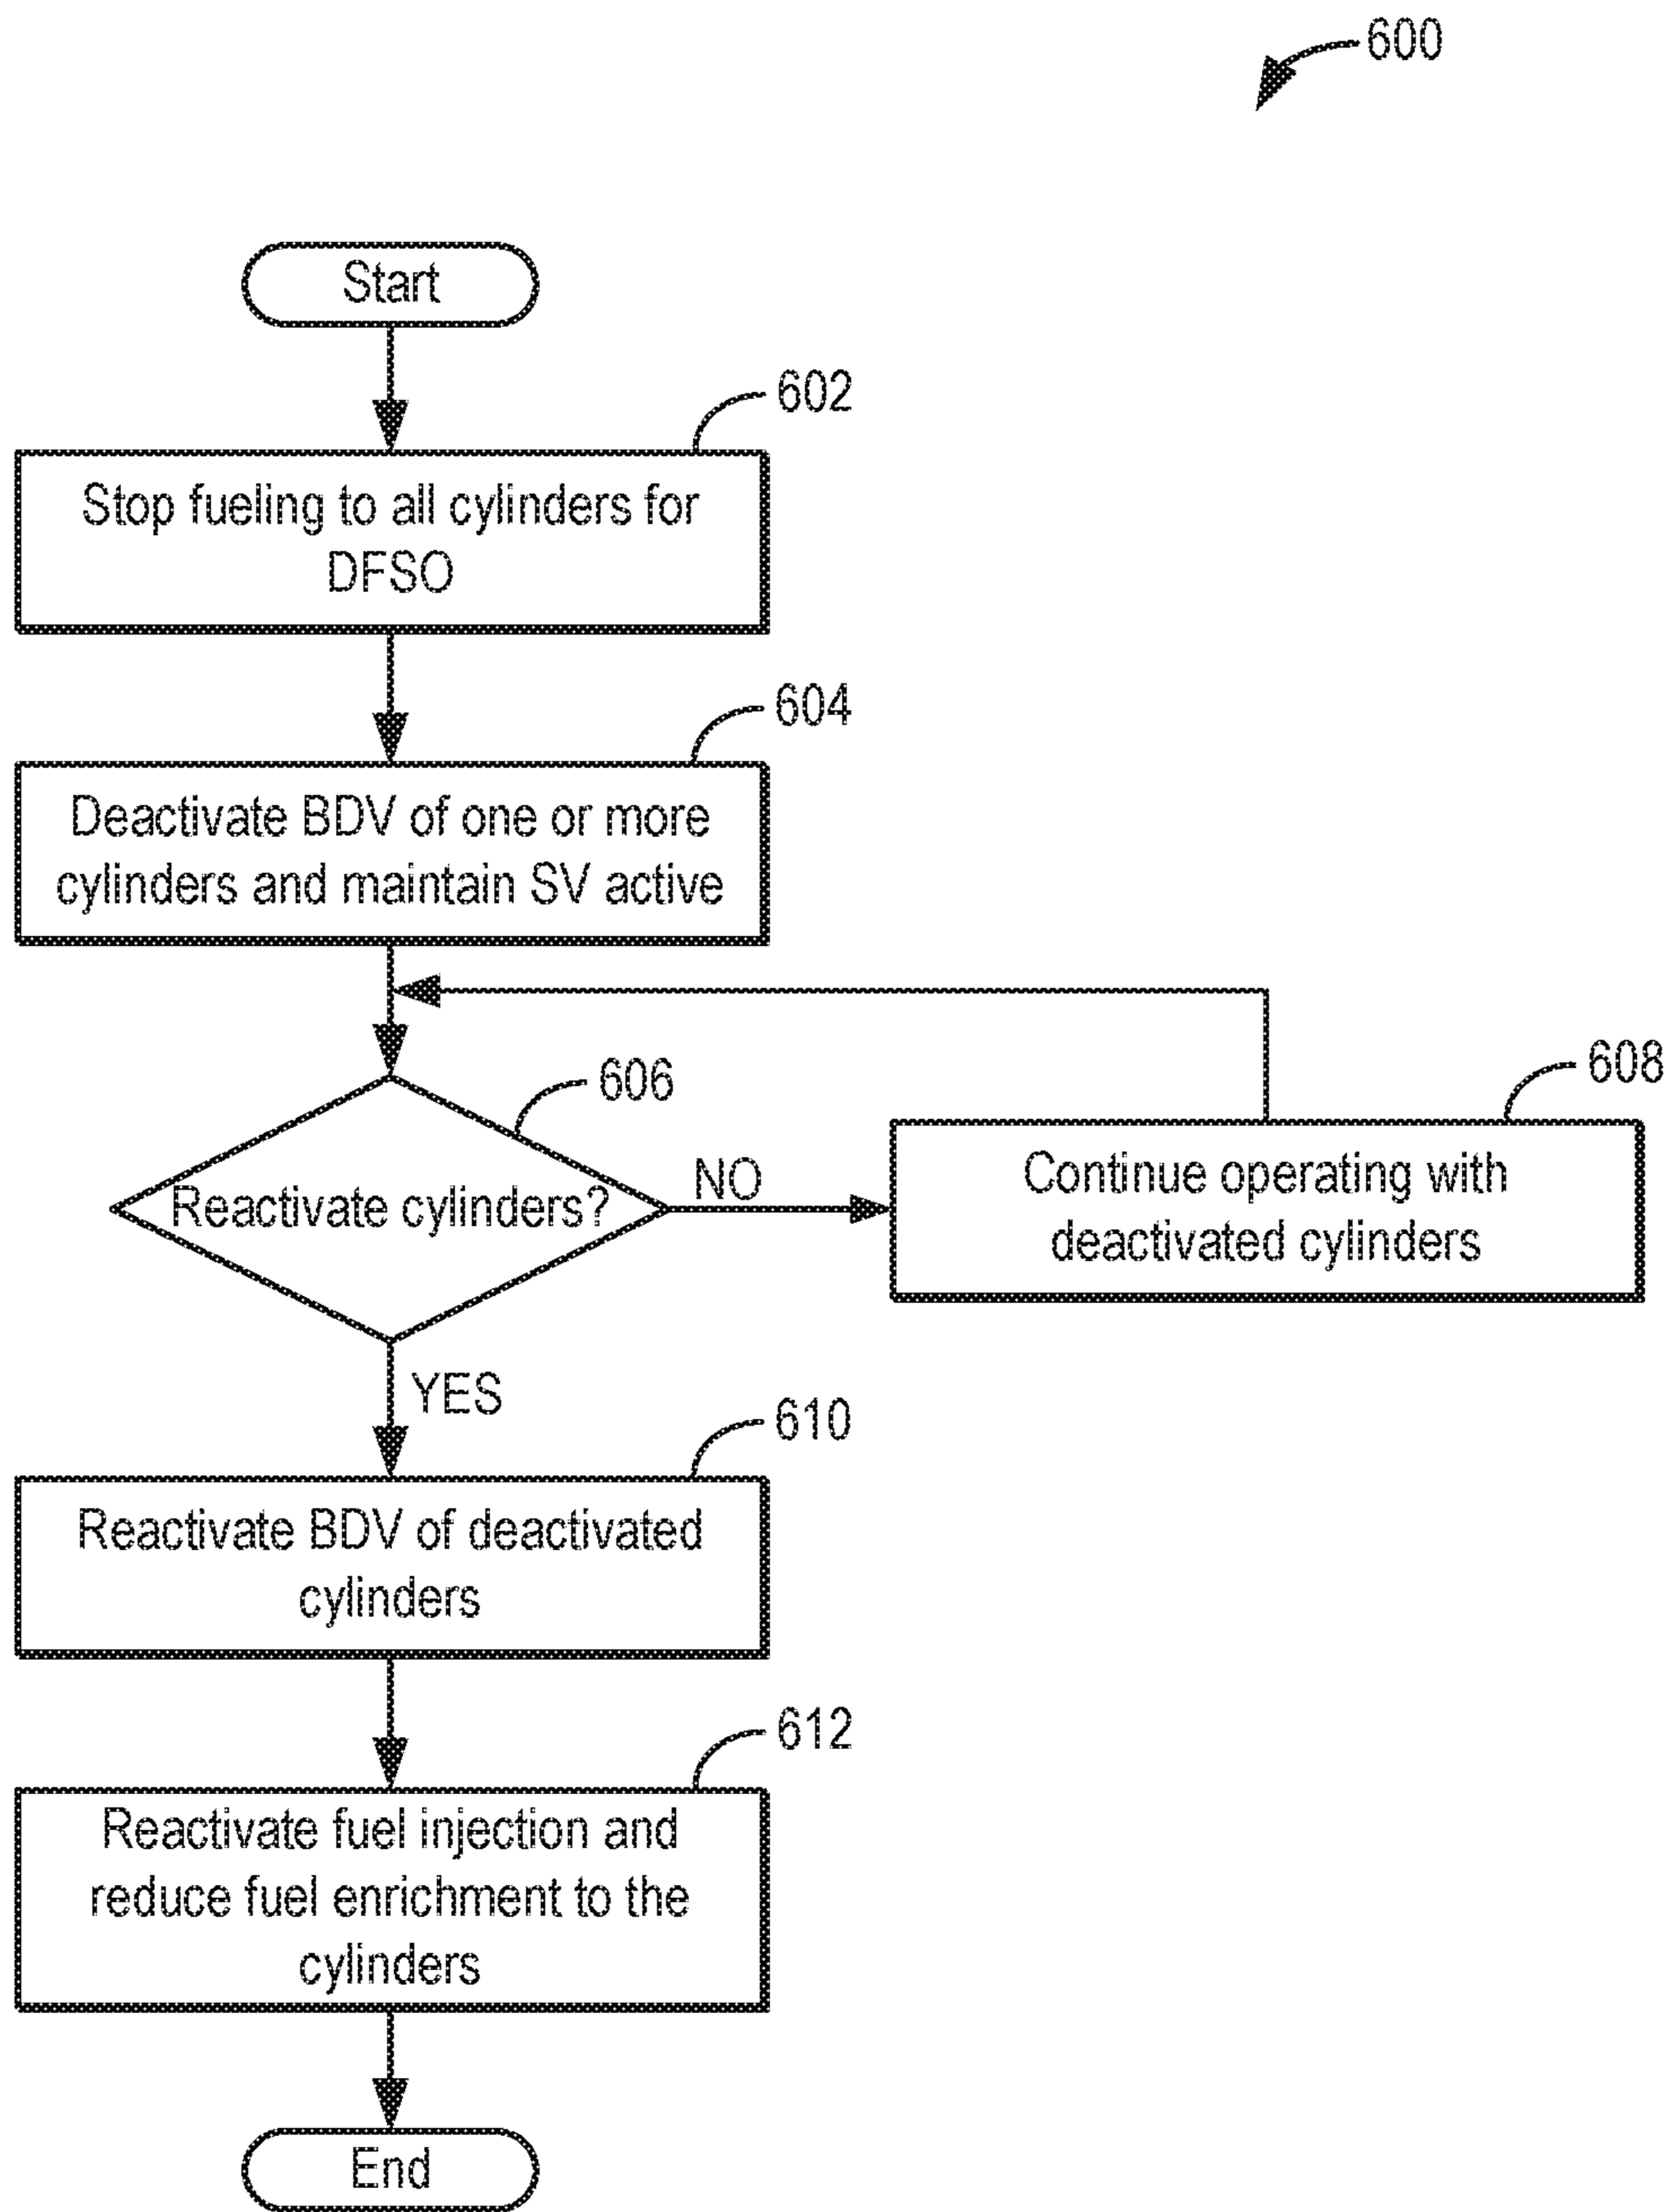 600
Start
602
Stop fueling to all cylinders for
DFSO
604
Deactivate BDV of one or more
cylinders and maintain SV active
606
Reactivate cylinders?
NO
608
Continue operating with
deactivated cylinders
YES
610
Reactivate BDV of deactivated
cylinders
612
Reactivate fuel injection and
reduce fuel enrichment to the
cylinders
End